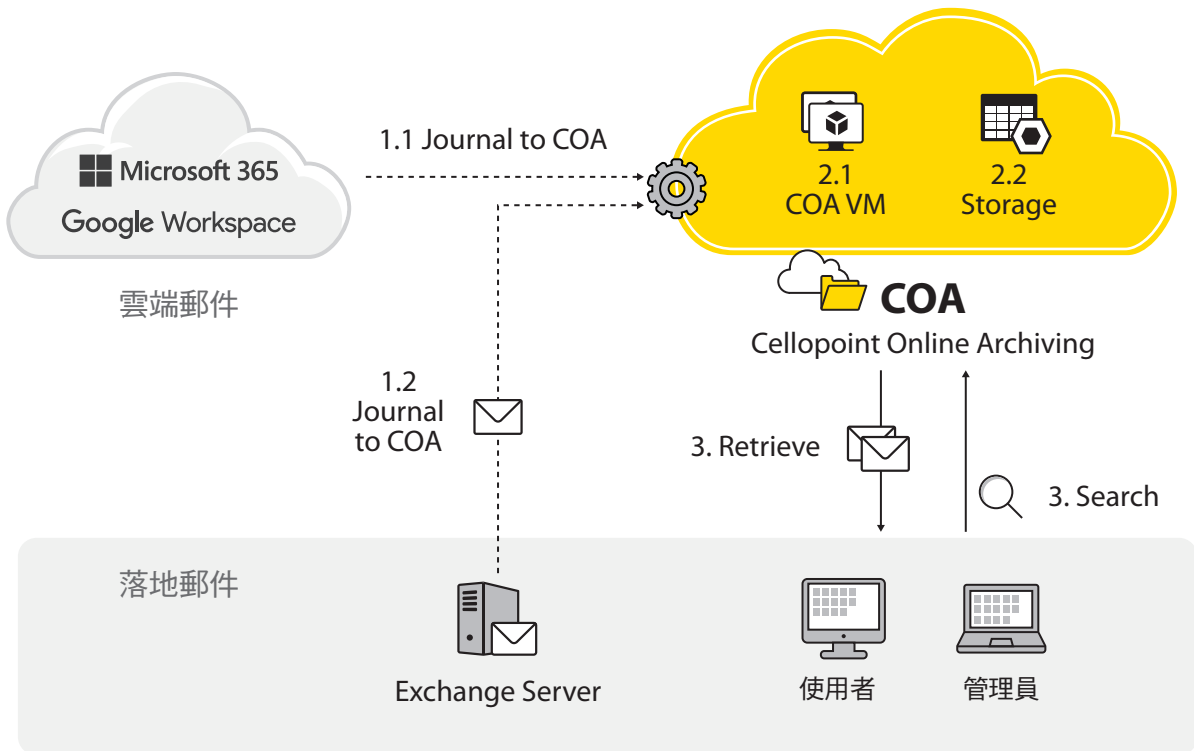 Microsoft 365
Google Workspace
雲端郵件
1.1 Journal to COA
2.1
COA VM
2.2
Storage
COA
Cellopoint Online Archiving
1.2
Journal
to COA
3. Retrieve
3. Search
落地郵件
Exchange Server
使用者
管理員